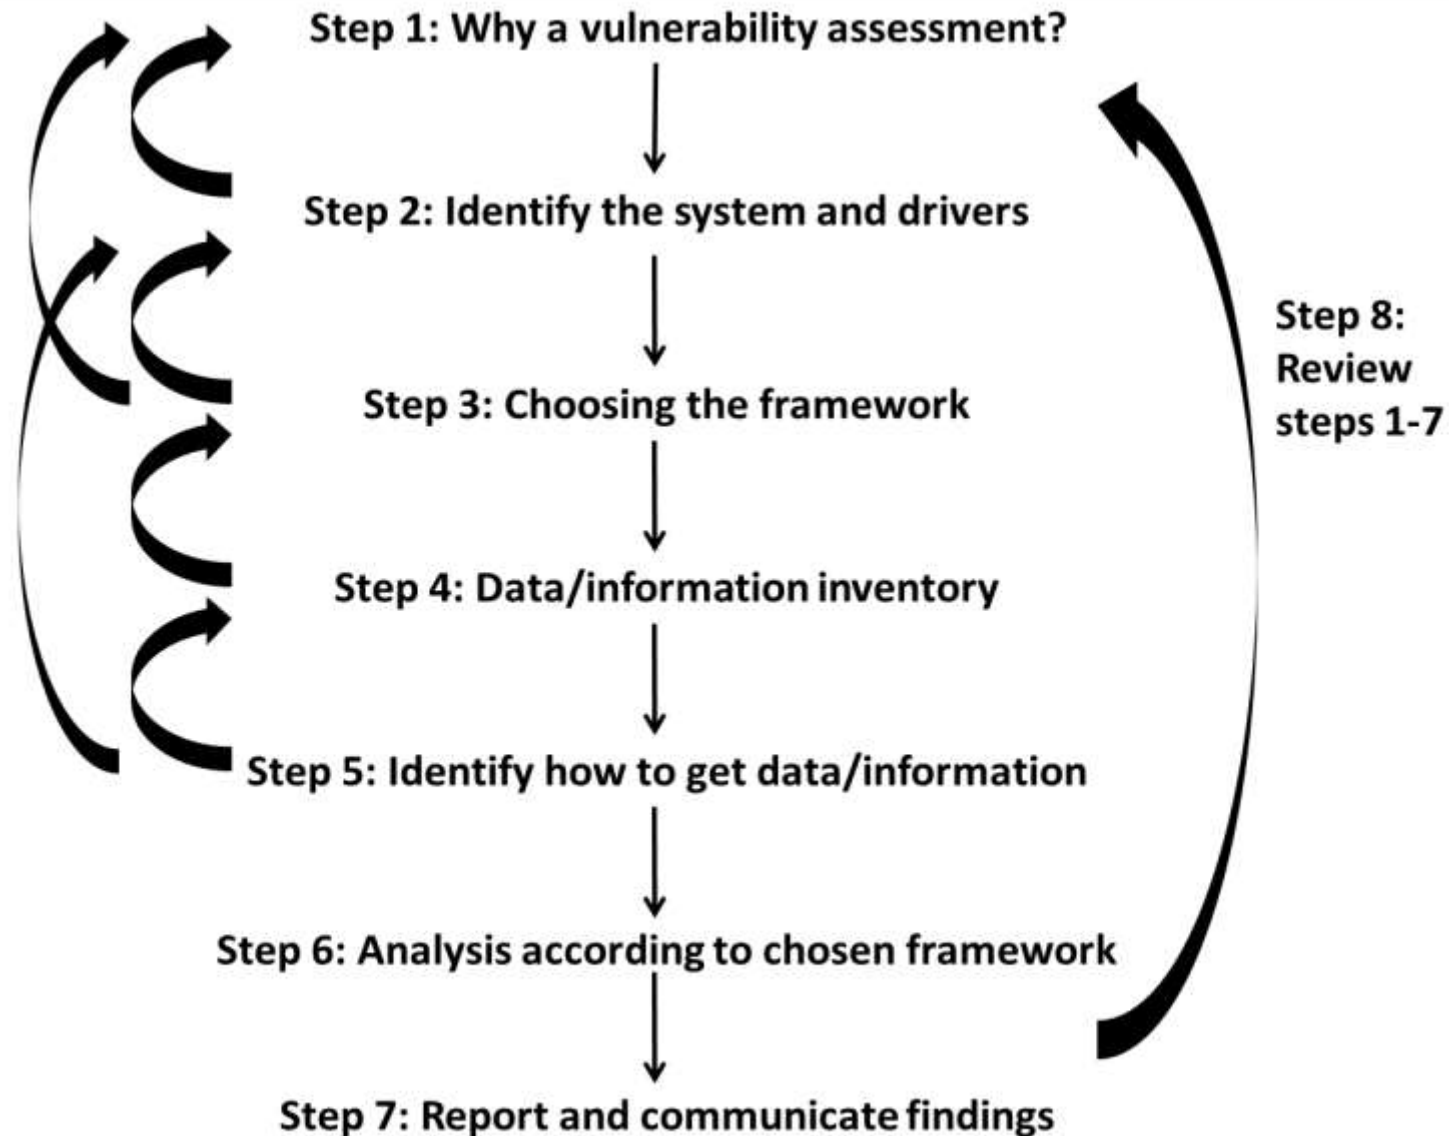 Step 1: Why a vulnerability assessment?
Step 2: Identify the system and drivers
Step 8:
Review
steps 1-7
Step 3: Choosing the framework
Step 4: Data/information inventory
Step 5: Identify how to get data/information
Step 6: Analysis according to chosen framework
Step 7: Report and communicate findings